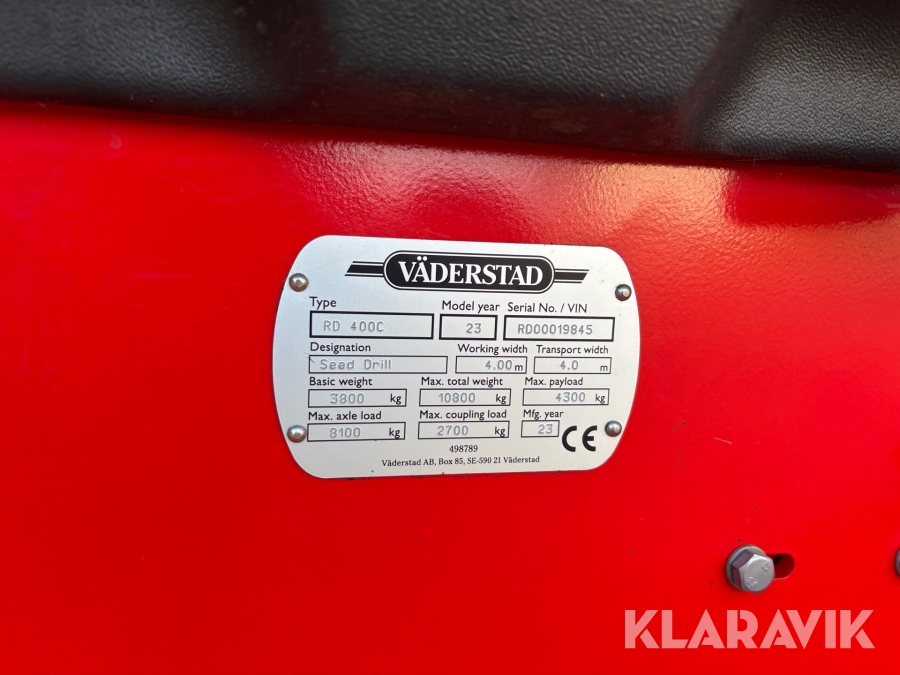 VÄDERSTAD
Type Model year Serial No. / VIN
RD 400C 23 RD00019845
Designation Working width Transport width
Seed Drill 4.00 m 4.0 m
Basic weight Max. total weight Max. payload
3800 kg 10800 kg 4300 kg
Max. axle load Max. coupling load Mfg. year
8100 kg 2700 kg 23 CE
498789
Väderstad AB, Box 85, SE-590 21 Väderstad
KLARAVIK